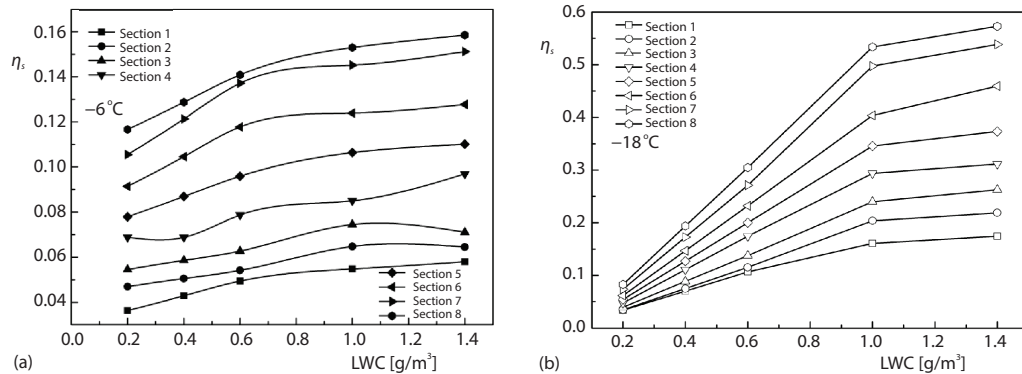 0.16
0.14
0.12
0.10
0.08
0.06
0.04
ηs
−6°C
Section 1
Section 2
Section 3
Section 4
Section 5
Section 6
Section 7
Section 8
0.0 0.2 0.4 0.6 0.8 1.0 1.2 1.4
(a)
LWC [g/m³]
0.6
0.5
0.4
0.3
0.2
0.1
0.0
ηs
Section 1
Section 2
Section 3
Section 4
Section 5
Section 6
Section 7
Section 8
−18°C
0.2 0.4 0.6 0.8 1.0 1.2 1.4
(b)
LWC [g/m³]